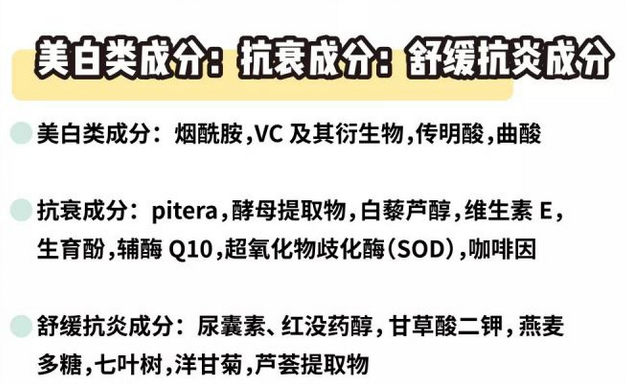 美白类成分：抗衰成分：舒缓抗炎成分
美白类成分：烟酰胺,VC 及其衍生物,传明酸,曲酸
抗衰成分：pitera,酵母提取物,白藜芦醇,维生素 E,
生育酚,辅酶 Q10,超氧化物歧化酶(SOD),咖啡因
舒缓抗炎成分：尿囊素、红没药醇,甘草酸二钾,燕麦
多糖,七叶树,洋甘菊,芦荟提取物